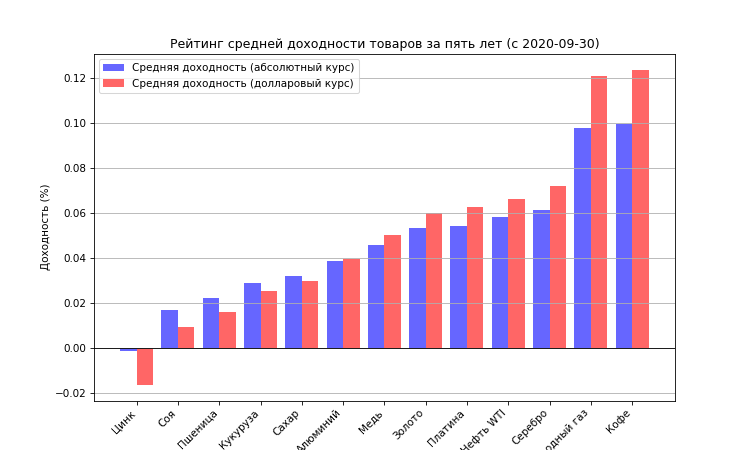 Рейтинг средней доходности товаров за пять лет (с 2020-09-30)
Средняя доходность (абсолютный курс)
Средняя доходность (долларовый курс)
Доходность (%)
0.12
0.10
0.08
0.06
0.04
0.02
0.00
−0.02
Цинк
Соя
Пшеница
Кукуруза
Сахар
Алюминий
Медь
Золото
Платина
Нефть WTI
Серебро
газ
Кофе